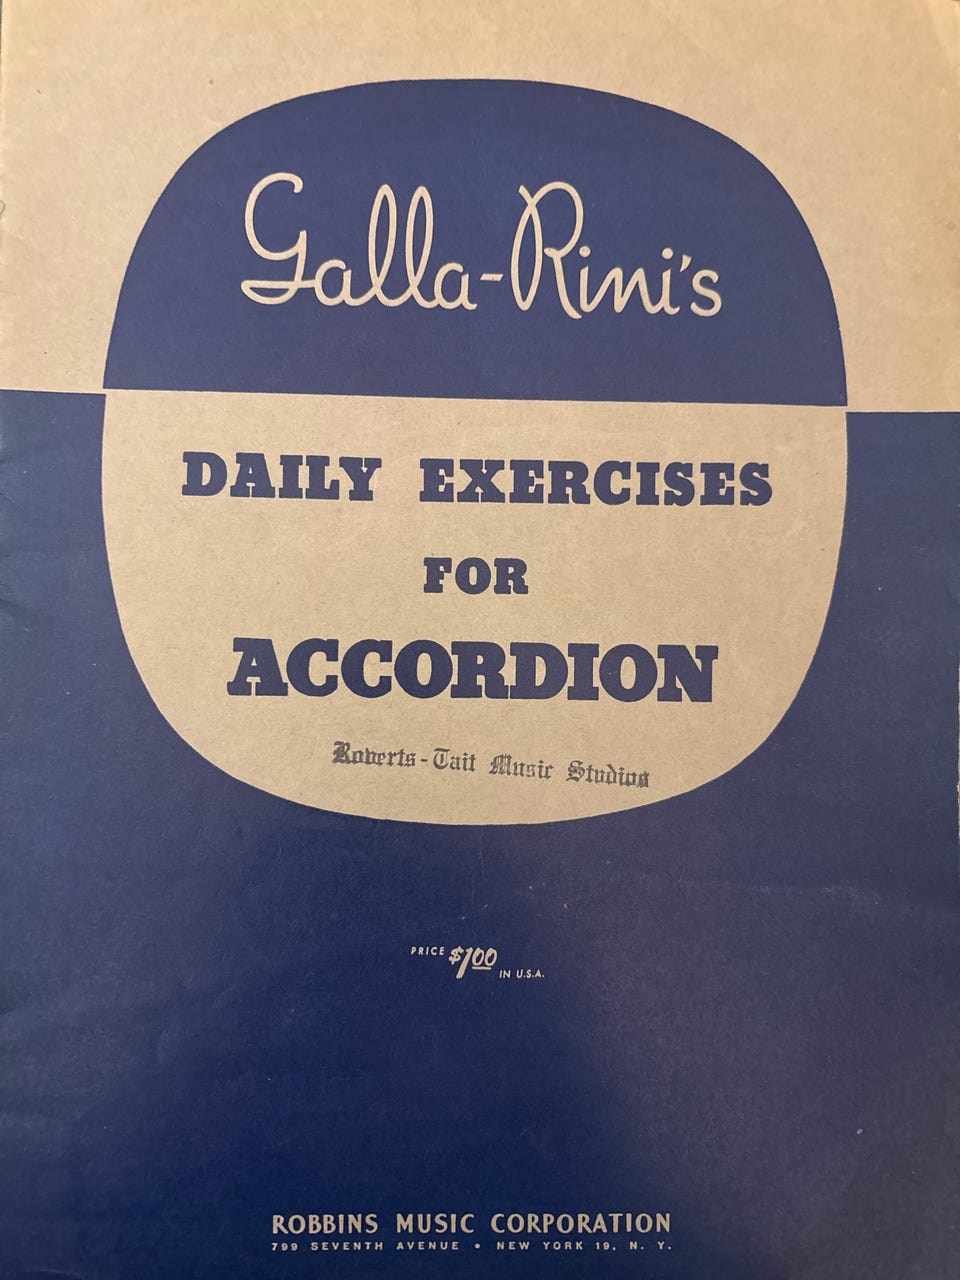 Galla-Rini's
DAILY EXERCISES
FOR
ACCORDION
Roberts-Tait Music Studios
PRICE $1.00 IN U.S.A.
ROBBINS MUSIC CORPORATION
799 SEVENTH AVENUE • NEW YORK 19, N. Y.